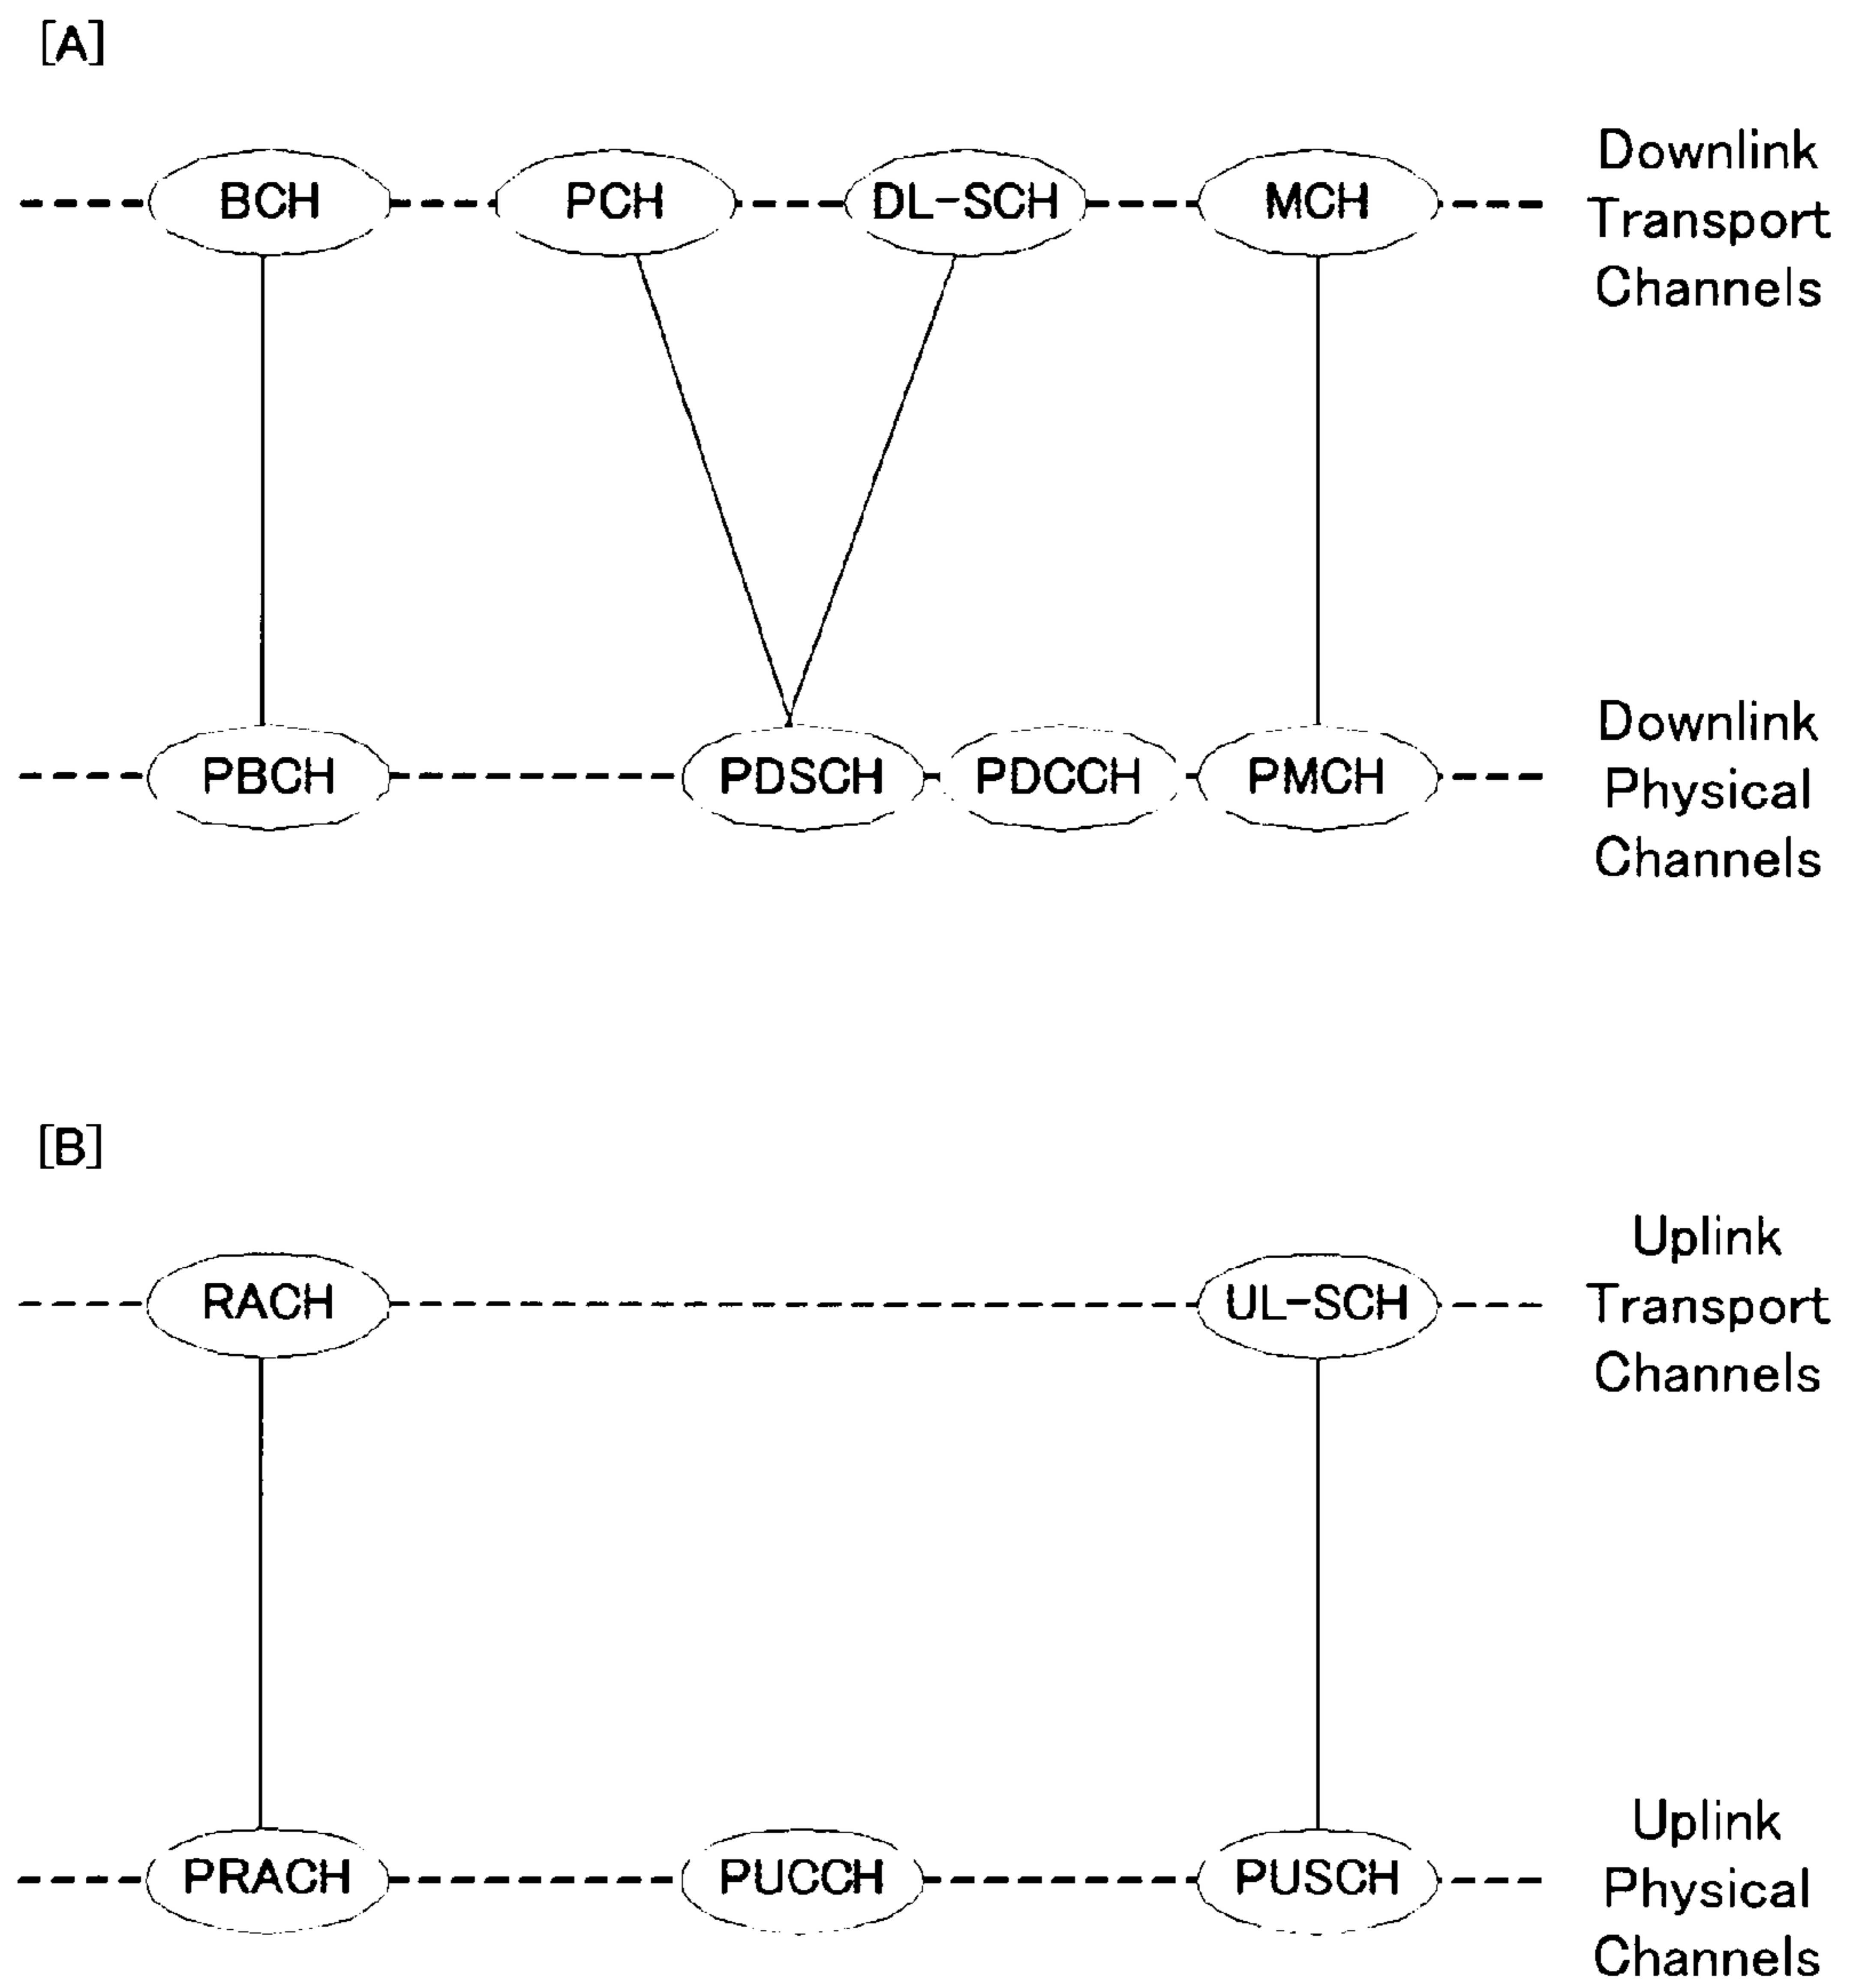 [A]
BCH PCH DL-SCH MCH
Downlink
Transport
Channels
PBCH PDSCH PDCCH PMCH
Downlink
Physical
Channels
[B]
RACH UL-SCH
Uplink
Transport
Channels
PRACH PUCCH PUSCH
Uplink
Physical
Channels